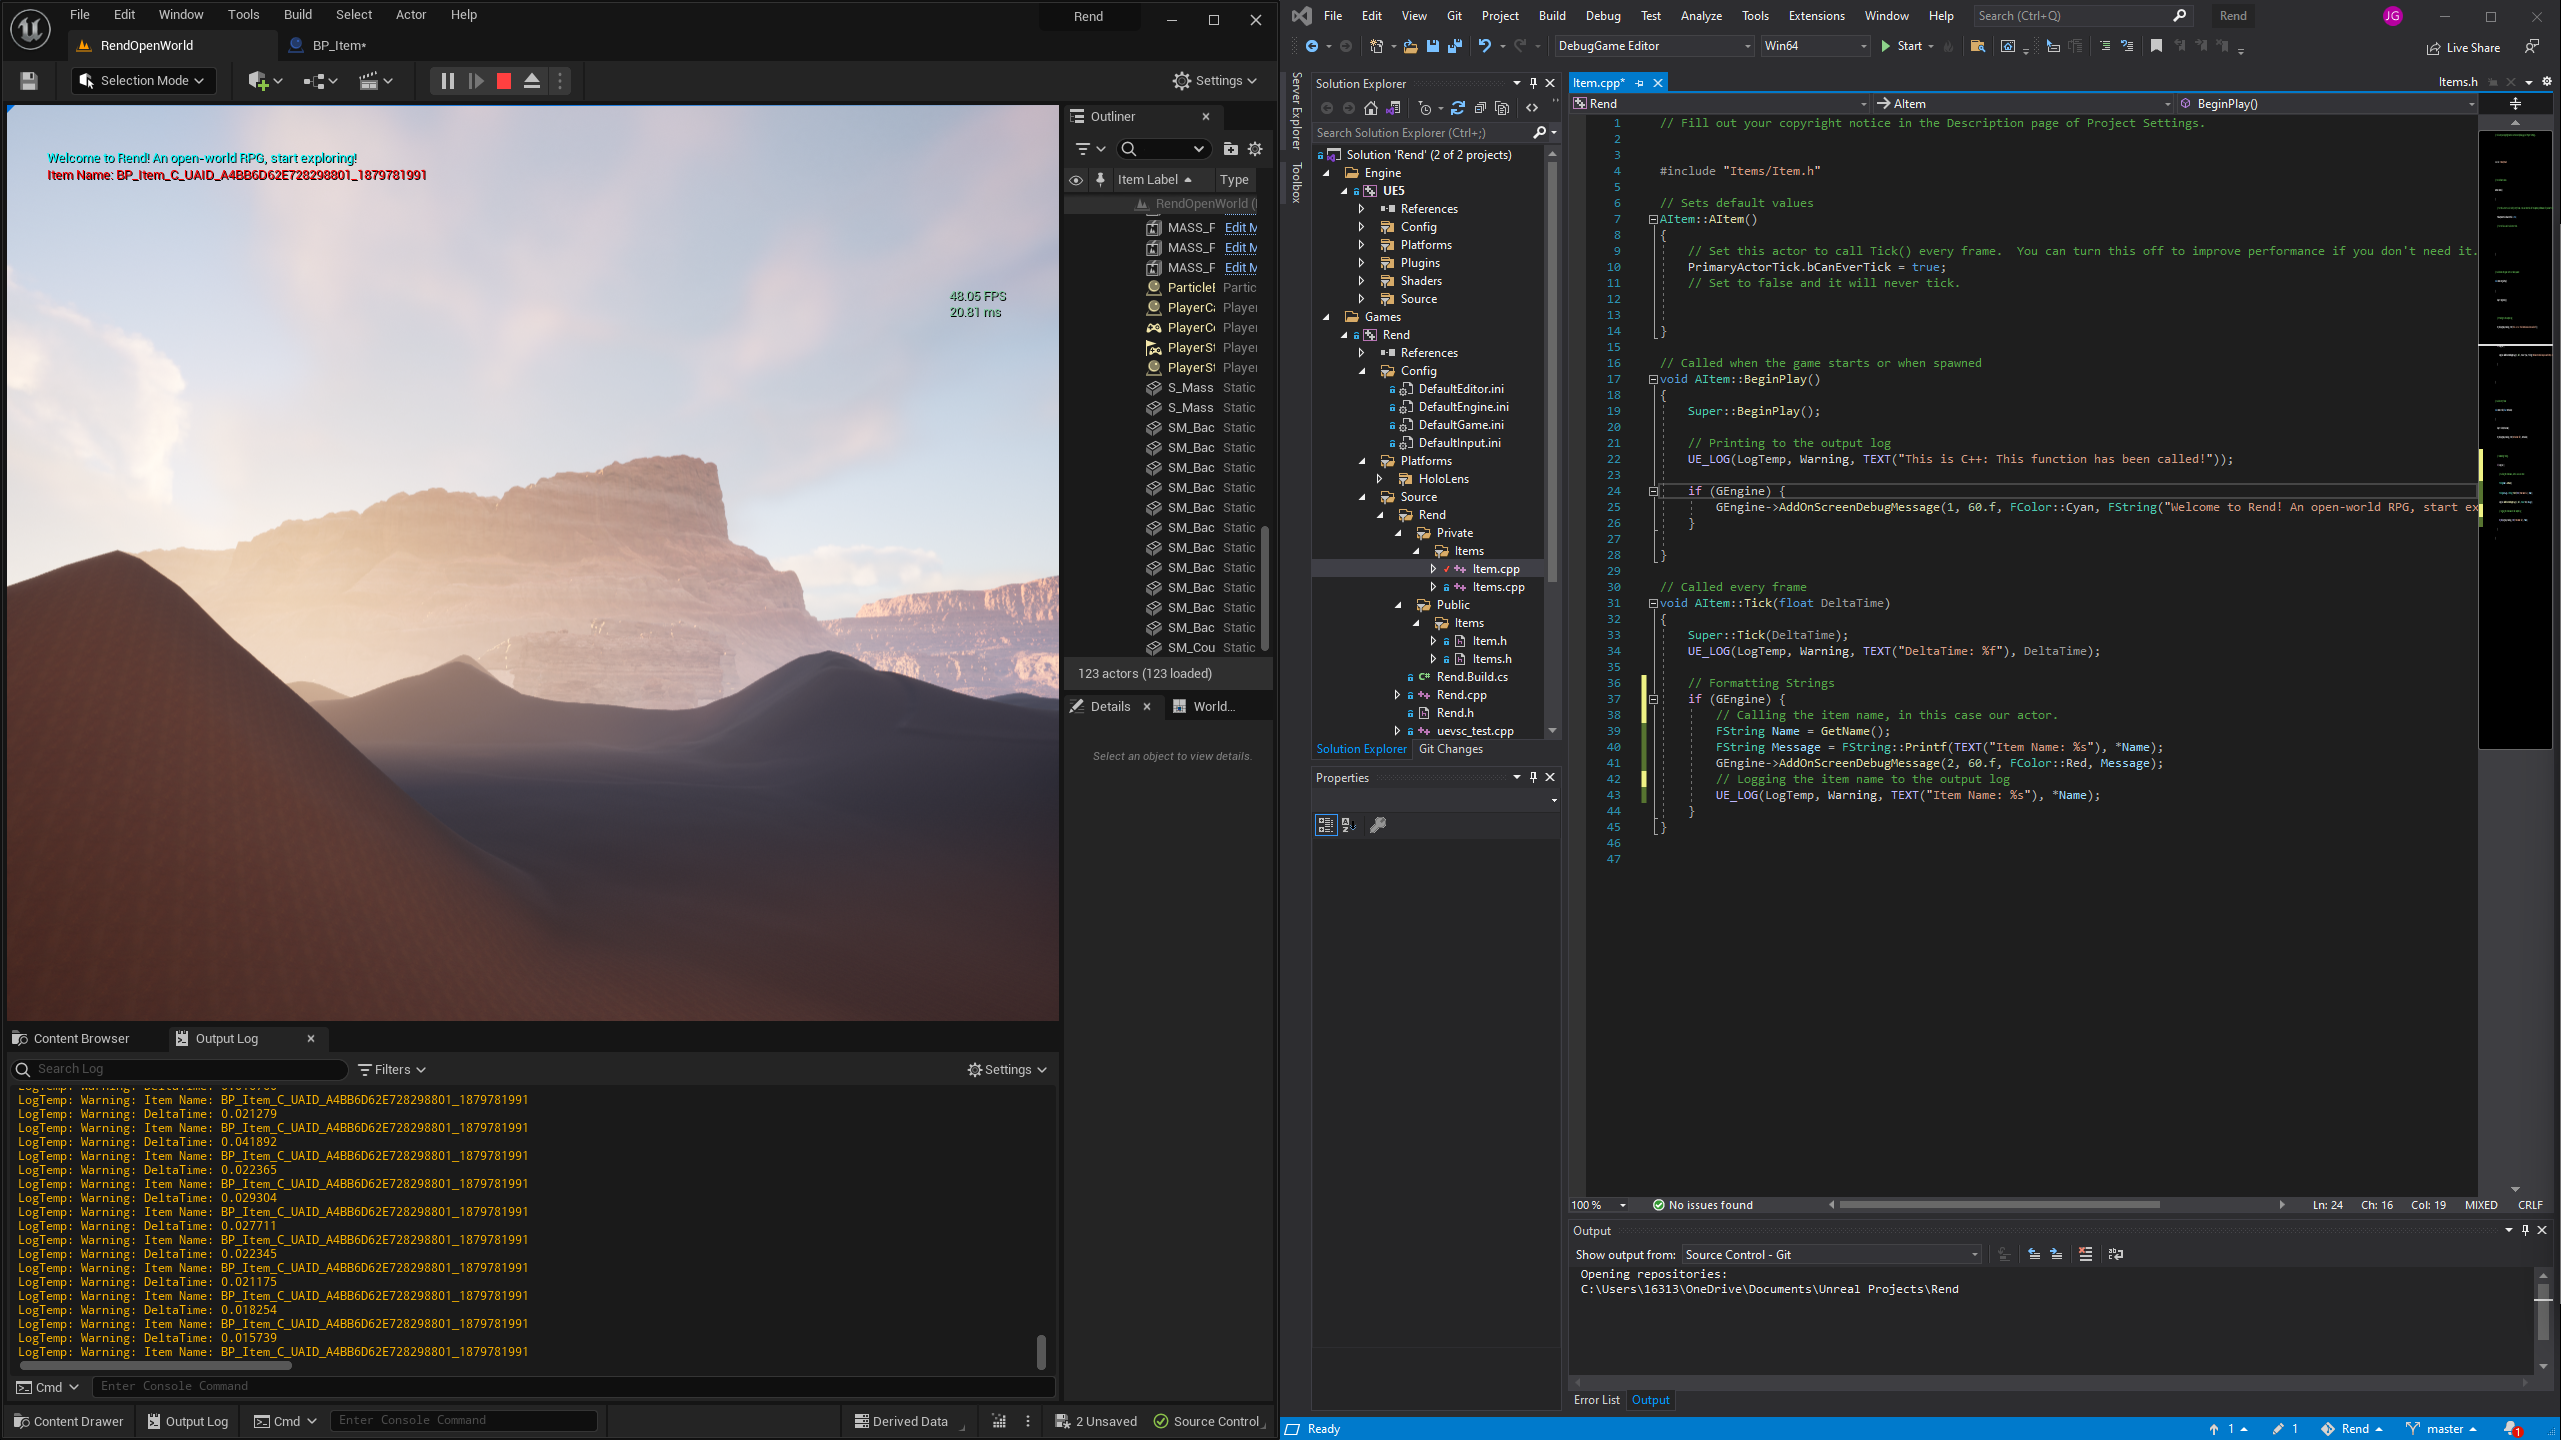 File Edit Window Tools Build Select Actor Help
Rend
RendOpenWorld
BP_Item*
Selection Mode
Settings
Welcome to Rend! An open-world RPG, start exploring!
Item Name: BP_Item_C_UAID_A4BB6D62E728298801_1879781991
48.05 FPS
20.81 ms
Outliner
Item Label
Type
RendOpenWorld (
MASS_F Edit M
MASS_F Edit M
MASS_F Edit M
ParticleE Partic
PlayerCa Player
PlayerCo Player
PlayerSt Player
PlayerSt Player
S_Mass Static
S_Mass Static
SM_Bac Static
SM_Bac Static
SM_Bac Static
SM_Bac Static
SM_Bac Static
SM_Bac Static
SM_Bac Static
SM_Bac Static
SM_Bac Static
SM_Bac Static
SM_Bac Static
SM_Cou Static
123 actors (123 loaded)
Details
World...
Select an object to view details.
Content Browser
Output Log
Search Log
Filters
Settings
LogTemp: Warning: Item Name: BP_Item_C_UAID_A4BB6D62E728298801_1879781991
LogTemp: Warning: DeltaTime: 0.021279
LogTemp: Warning: Item Name: BP_Item_C_UAID_A4BB6D62E728298801_1879781991
LogTemp: Warning: DeltaTime: 0.041892
LogTemp: Warning: Item Name: BP_Item_C_UAID_A4BB6D62E728298801_1879781991
LogTemp: Warning: DeltaTime: 0.022365
LogTemp: Warning: Item Name: BP_Item_C_UAID_A4BB6D62E728298801_1879781991
LogTemp: Warning: DeltaTime: 0.029304
LogTemp: Warning: Item Name: BP_Item_C_UAID_A4BB6D62E728298801_1879781991
LogTemp: Warning: DeltaTime: 0.027711
LogTemp: Warning: Item Name: BP_Item_C_UAID_A4BB6D62E728298801_1879781991
LogTemp: Warning: DeltaTime: 0.022345
LogTemp: Warning: Item Name: BP_Item_C_UAID_A4BB6D62E728298801_1879781991
LogTemp: Warning: DeltaTime: 0.021175
LogTemp: Warning: Item Name: BP_Item_C_UAID_A4BB6D62E728298801_1879781991
LogTemp: Warning: DeltaTime: 0.018254
LogTemp: Warning: Item Name: BP_Item_C_UAID_A4BB6D62E728298801_1879781991
LogTemp: Warning: DeltaTime: 0.015739
LogTemp: Warning: Item Name: BP_Item_C_UAID_A4BB6D62E728298801_1879781991
Cmd
Enter Console Command
Content Drawer
Output Log
Cmd
Enter Console Command
Derived Data
2 Unsaved
Source Control
File Edit View Git Project Build Debug Test Analyze Tools Extensions Window Help
Search (Ctrl+Q)
Rend
JG
DebugGame Editor
Win64
Start
Live Share
Server Explorer
Toolbox
Solution Explorer
Search Solution Explorer (Ctrl+;)
Solution 'Rend' (2 of 2 projects)
Engine
UE5
References
Config
Platforms
Plugins
Shaders
Source
Games
Rend
References
Config
DefaultEditor.ini
DefaultEngine.ini
DefaultGame.ini
DefaultInput.ini
Platforms
HoloLens
Source
Rend
Private
Items
Item.cpp
Items.cpp
Public
Items
Item.h
Items.h
Rend.Build.cs
Rend.cpp
Rend.h
uevsc_test.cpp
Solution Explorer
Git Changes
Properties
Item.cpp*
Items.h
Rend
AItem
BeginPlay()
1 // Fill out your copyright notice in the Description page of Project Settings.
2
3
4 #include "Items/Item.h"
5
6 // Sets default values
7 AItem::AItem()
8 {
9 // Set this actor to call Tick() every frame.  You can turn this off to improve performance if you don't need it.
10 PrimaryActorTick.bCanEverTick = true;
11 // Set to false and it will never tick.
12
13
14 }
15
16 // Called when the game starts or when spawned
17 void AItem::BeginPlay()
18 {
19 Super::BeginPlay();
20
21 // Printing to the output log
22 UE_LOG(LogTemp, Warning, TEXT("This is C++: This function has been called!"));
23
24 if (GEngine) {
25 GEngine->AddOnScreenDebugMessage(1, 60.f, FColor::Cyan, FString("Welcome to Rend! An open-world RPG, start ex
26 }
27
28 }
29
30 // Called every frame
31 void AItem::Tick(float DeltaTime)
32 {
33 Super::Tick(DeltaTime);
34 UE_LOG(LogTemp, Warning, TEXT("DeltaTime: %f"), DeltaTime);
35
36 // Formatting Strings
37 if (GEngine) {
38 // Calling the item name, in this case our actor.
39 FString Name = GetName();
40 FString Message = FString::Printf(TEXT("Item Name: %s"), *Name);
41 GEngine->AddOnScreenDebugMessage(2, 60.f, FColor::Red, Message);
42 // Logging the item name to the output log
43 UE_LOG(LogTemp, Warning, TEXT("Item Name: %s"), *Name);
44 }
45 }
46
47
100 %
No issues found
Ln: 24 Ch: 16 Col: 19 MIXED CRLF
Output
Show output from: Source Control - Git
Opening repositories:
C:\Users\16313\OneDrive\Documents\Unreal Projects\Rend
Error List
Output
Ready
1
1
Rend
master
1